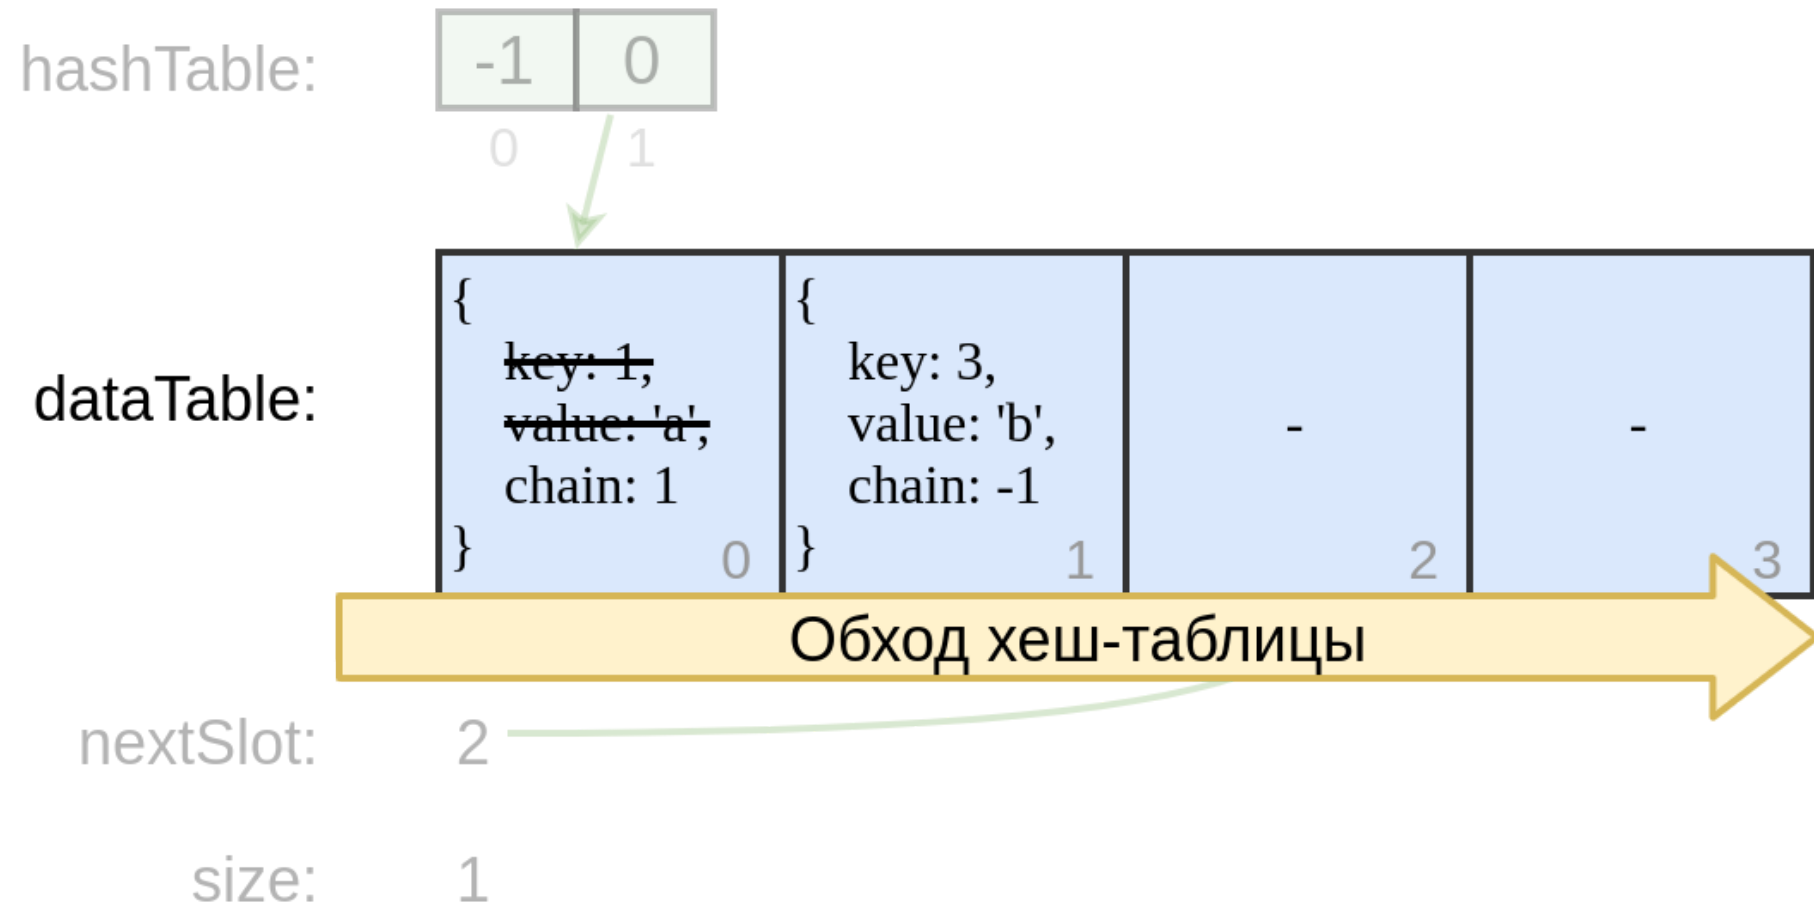 hashTable: -1 0
0 1
dataTable:
{
key: 1,
value: 'a',
chain: 1
}
0
{
key: 3,
value: 'b',
chain: -1
}
1
-
2
-
3
Обход хеш-таблицы
nextSlot: 2
size: 1